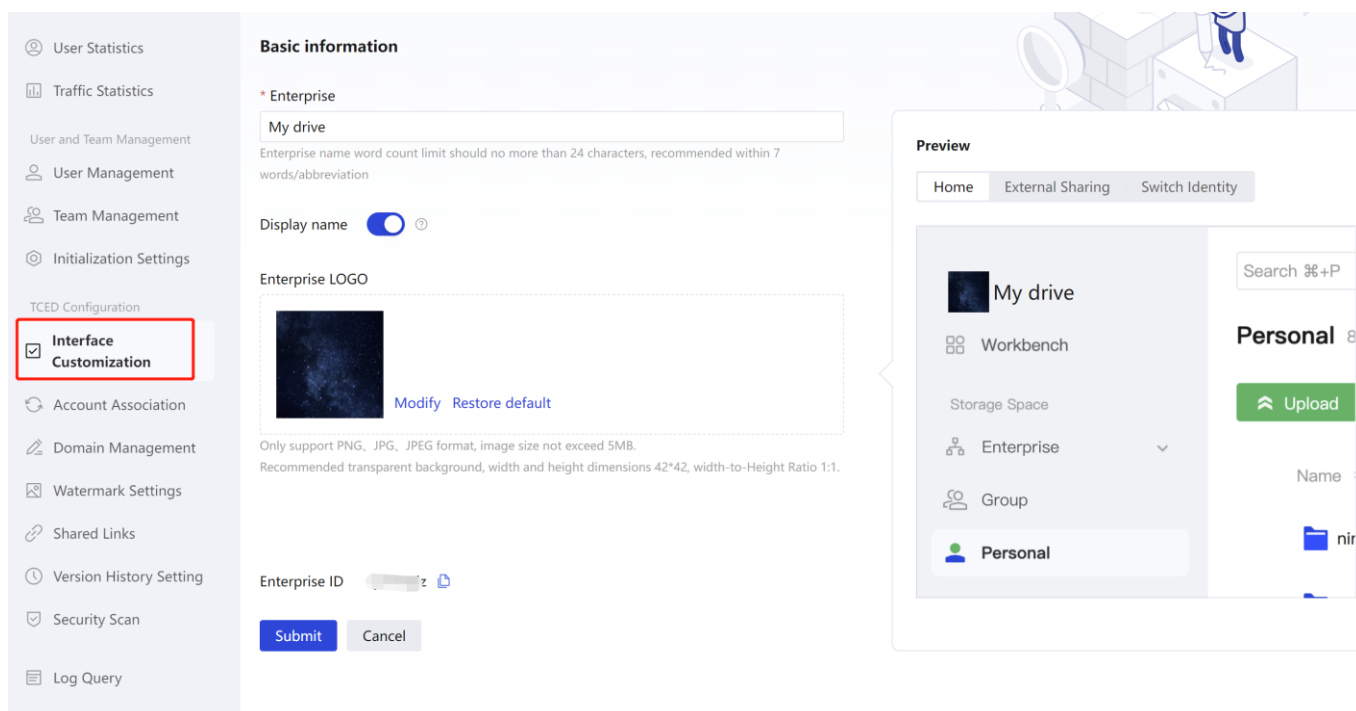 User Statistics
Traffic Statistics
User and Team Management
User Management
Team Management
Initialization Settings
TCED Configuration
Interface
Customization
Account Association
Domain Management
Watermark Settings
Shared Links
Version History Setting
Security Scan
Log Query
Basic information
* Enterprise
My drive
Enterprise name word count limit should no more than 24 characters, recommended within 7
words/abbreviation
Display name
Enterprise LOGO
Modify Restore default
Only support PNG、JPG、JPEG format, image size not exceed 5MB.
Recommended transparent background, width and height dimensions 42*42, width-to-Height Ratio 1:1.
Enterprise ID
Submit Cancel
Preview
Home External Sharing Switch Identity
My drive
Workbench
Storage Space
Enterprise
Group
Personal
Search ⌘+P
Personal 8
Upload
Name